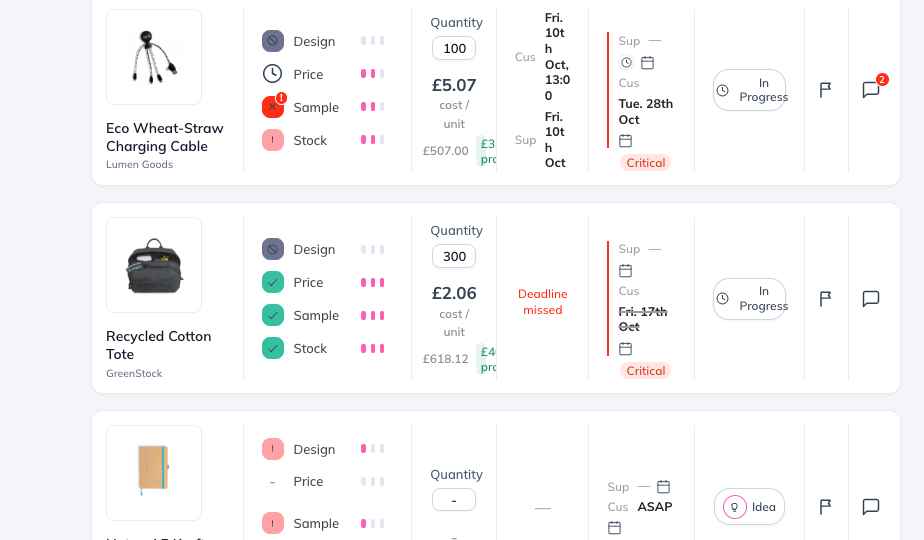 Eco Wheat-Straw
Charging Cable
Lumen Goods
Design
Price
!
Sample
!
Stock
Quantity
100
£5.07
cost /
unit
£507.00
Cus
Fri.
10t
h
Oct,
13:0
0
Sup
Fri.
10t
h
Oct
Sup —
Cus
Tue. 28th
Oct
Critical
In
Progress
2
Recycled Cotton
Tote
GreenStock
Design
Price
Sample
Stock
Quantity
300
£2.06
cost /
unit
£618.12
Deadline
missed
Sup —
Cus
Fri. 17th
Oct
Critical
In
Progress
! Design
- Price
! Sample
Quantity
-
—
Sup —
Cus ASAP
Idea